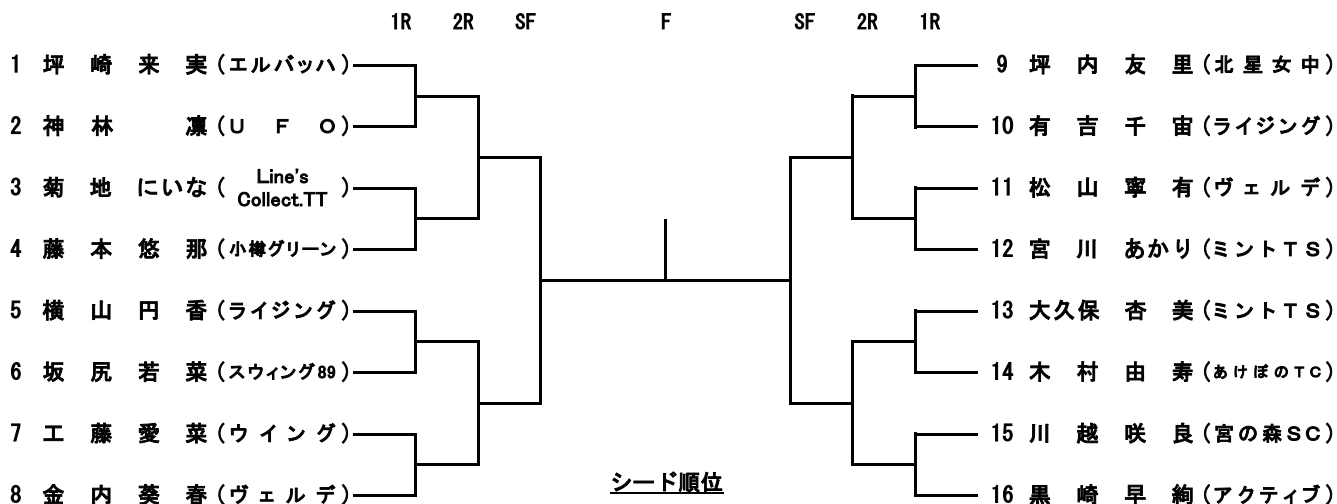 1R 2R SF F SF 2R 1R
1 坪崎来実(エルバッハ)
2 神林 凛(UFO)
3 菊地にいな(Line's Collect.TT)
4 藤本悠那(小樽グリーン)
5 横山円香(ライジング)
6 坂尻若菜(スウィング89)
7 工藤愛菜(ウイング)
8 金内葵春(ヴェルデ)
9 坪内友里(北星女中)
10 有吉千宙(ライジング)
11 松山寧有(ヴェルデ)
12 宮川あかり(ミントTS)
13 大久保杏美(ミントTS)
14 木村由寿(あけぼのTC)
15 川越咲良(宮の森SC)
16 黒崎早絢(アクティブ)
シード順位